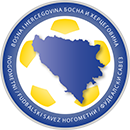 BOSNA I HERCEGOVINA БОСНА И ХЕРЦЕГОВИНА
NOGOMETNI / FUDBALSKI SAVEZ НОГОМЕТНИ / ФУДБАЛСКИ САВЕЗ